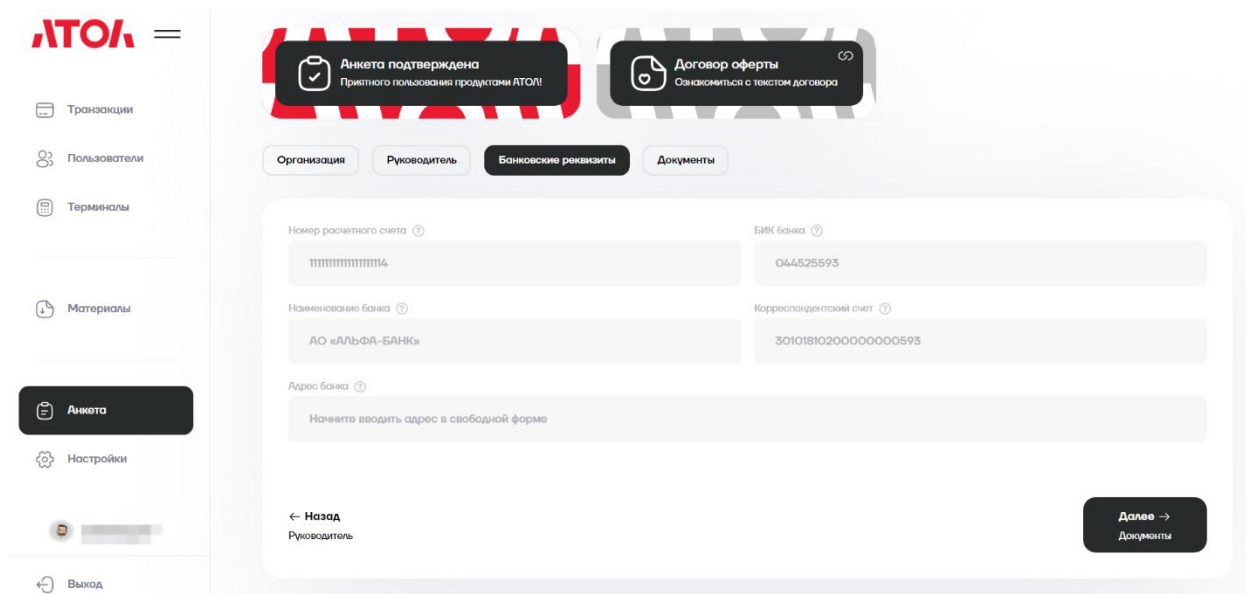 АТОЛ
Транзакции
Пользователи
Терминалы
Материалы
Анкета
Настройки
Выход
Анкета подтверждена
Приятного пользования продуктами АТОЛ!
Договор оферты
Ознакомиться с текстом договора
Организация
Руководитель
Банковские реквизиты
Документы
Номер расчетного счета
БИК банка
044525593
Наименование банка
Корреспондентский счет
АО «АЛЬФА-БАНК»
30101810200000000593
Адрес банка
Начните вводить адрес в свободной форме
← Назад
Руководитель
Далее →
Документы